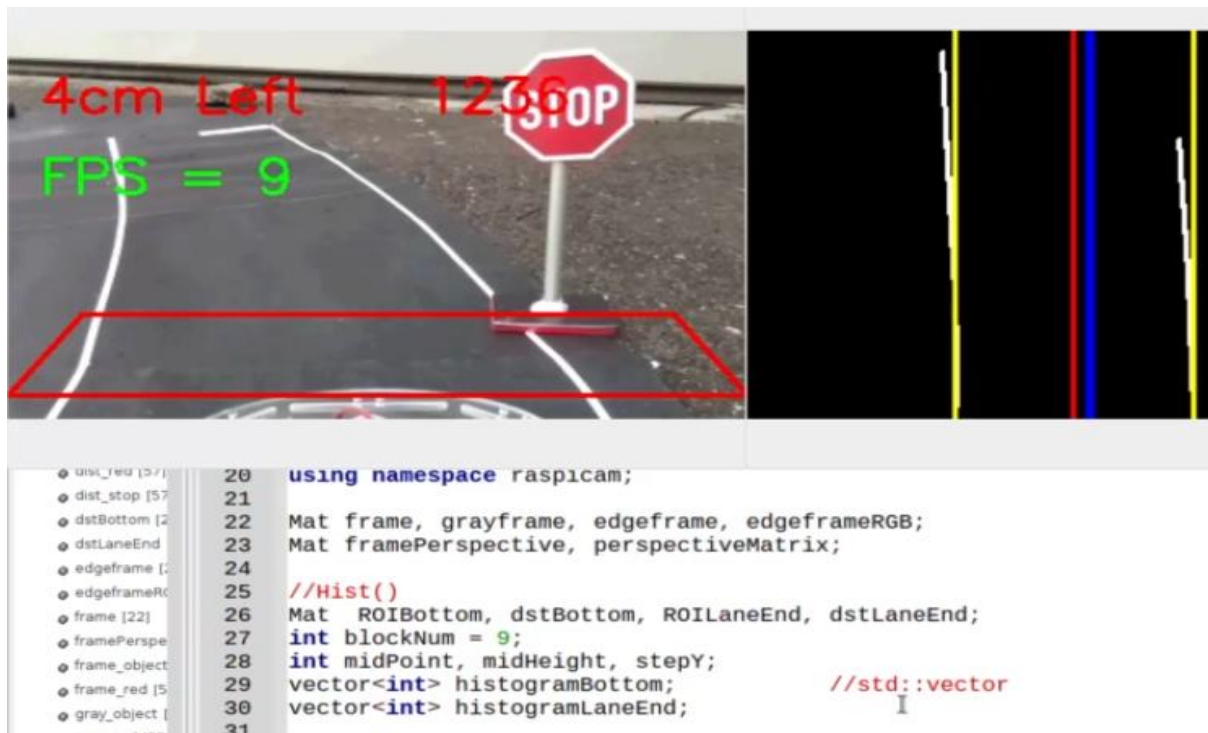 4cm Left 1236
STOP
FPS = 9
dist_red [57]
dist_stop [57
dstBottom [2
dstLaneEnd
edgeframe [2
edgeframeRG
frame [22]
framePerspe
frame_object
frame_red [5
gray_object [
20 using namespace raspicam;
21
22 Mat frame, grayframe, edgeframe, edgeframeRGB;
23 Mat framePerspective, perspectiveMatrix;
24
25 //Hist()
26 Mat  ROIBottom, dstBottom, ROILaneEnd, dstLaneEnd;
27 int blockNum = 9;
28 int midPoint, midHeight, stepY;
29 vector<int> histogramBottom; //std::vector
30 vector<int> histogramLaneEnd;
31